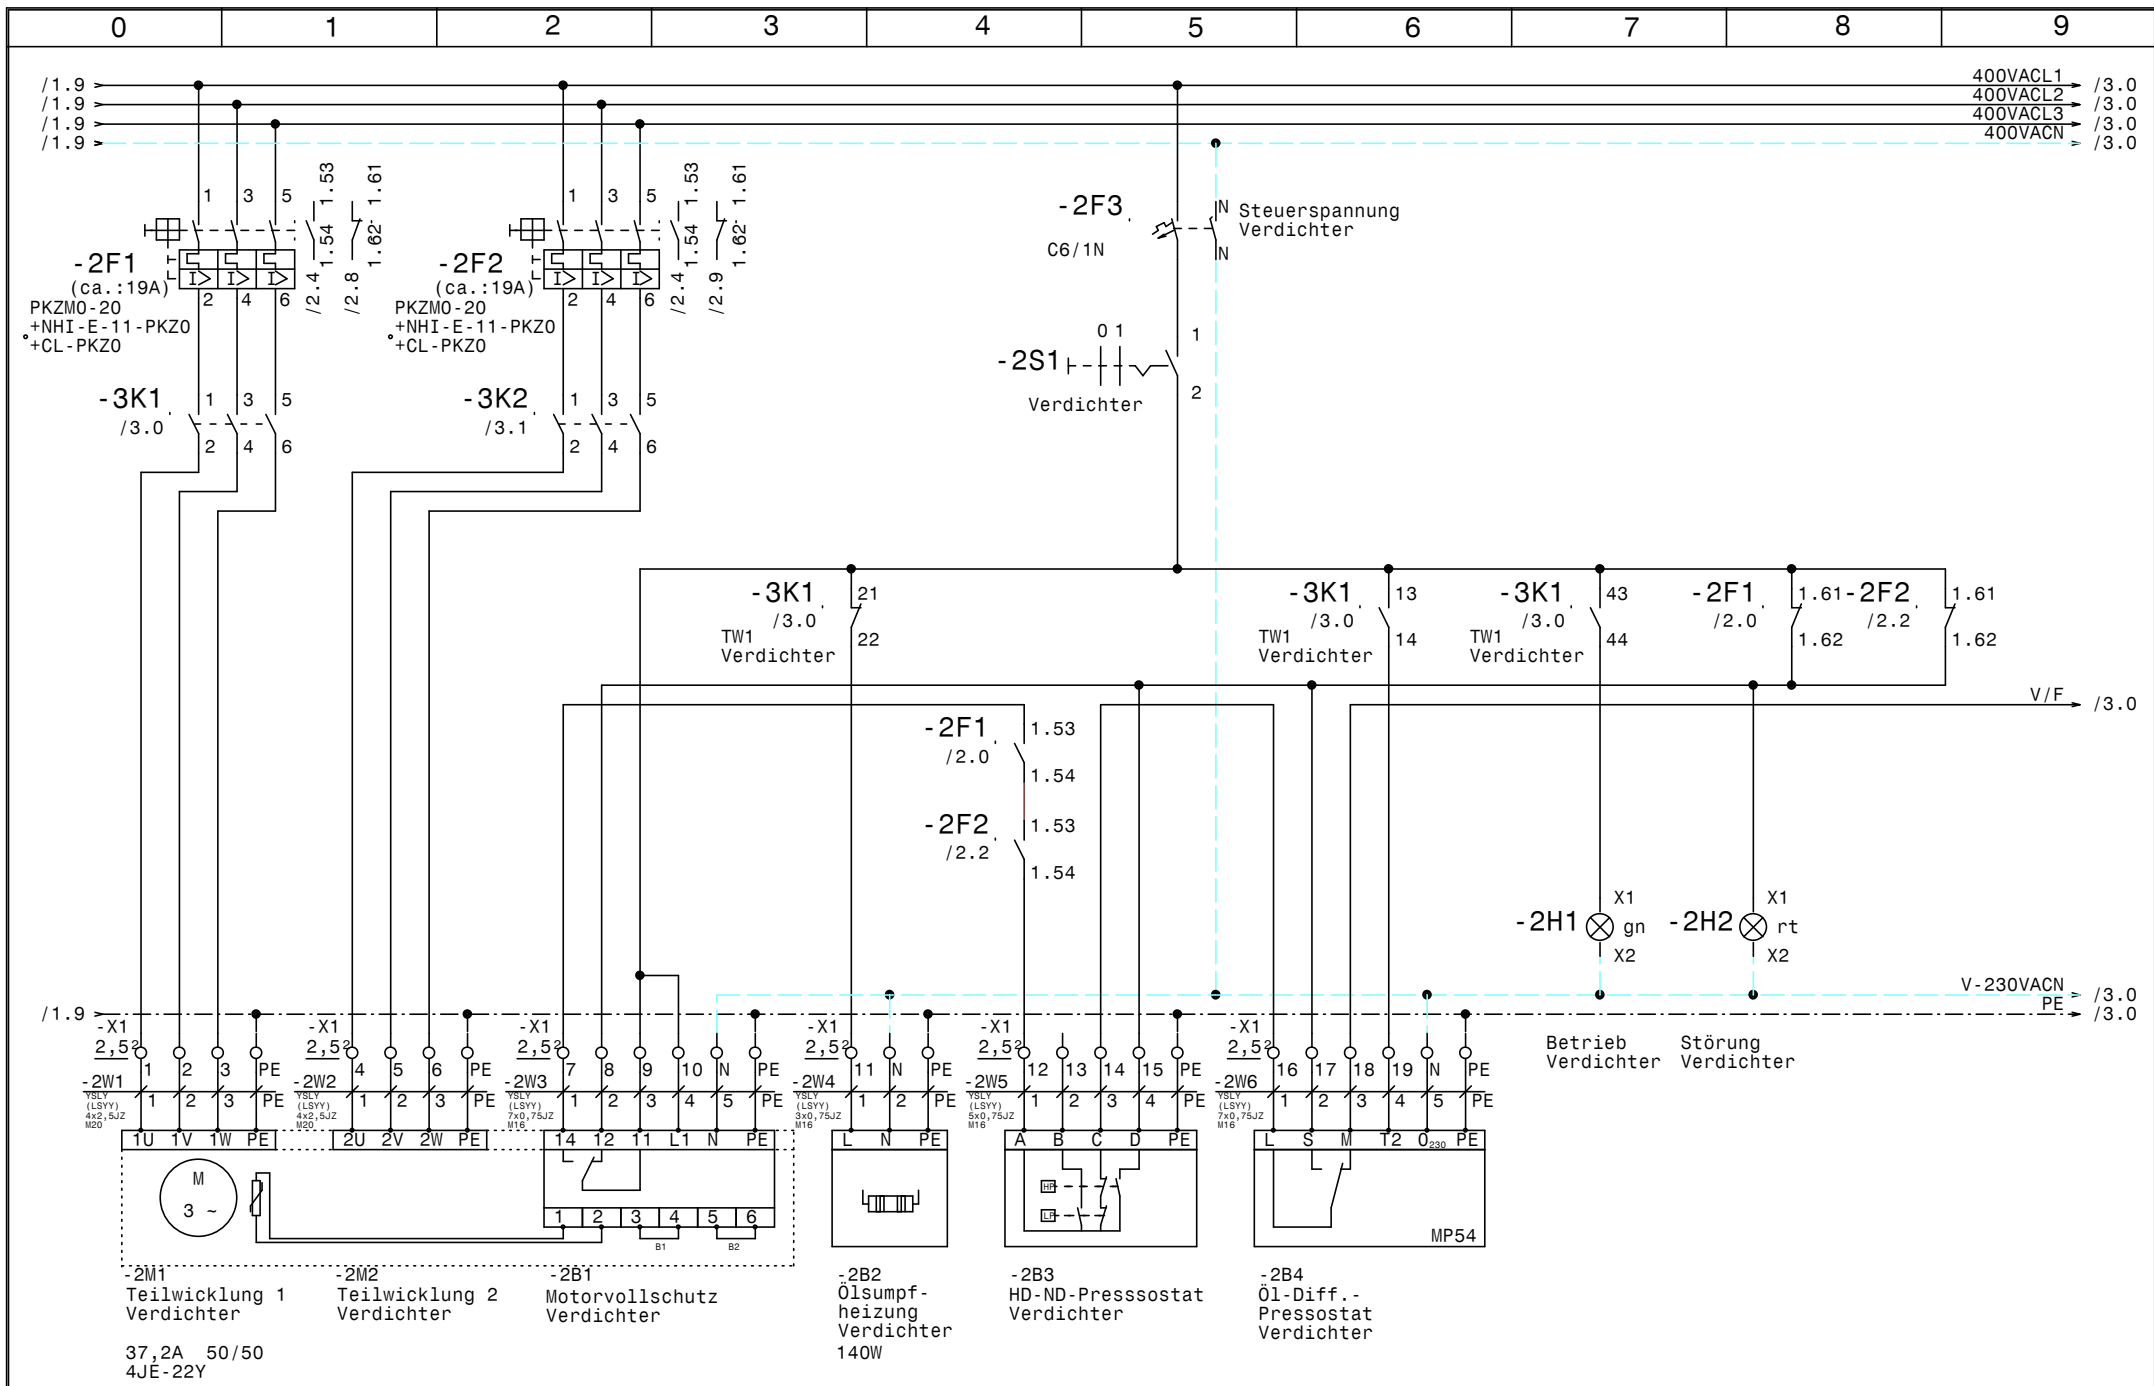 0 1 2 3 4 5 6 7 8 9
/1.9 400VACL1 /3.0
/1.9 400VACL2 /3.0
/1.9 400VACL3 /3.0
/1.9 400VACN /3.0
1 3 5 1.53 1.61
1.54 1.62
-2F1
(ca.:19A)
2 4 6 /2.4 /2.8
PKZM0-20
+NHI-E-11-PKZ0
+CL-PKZ0
1 3 5 1.53 1.61
1.54 1.62
-2F2
(ca.:19A)
2 4 6 /2.4 /2.9
PKZM0-20
+NHI-E-11-PKZ0
+CL-PKZ0
-2F3 N Steuerspannung
Verdichter
C6/1N N
0 1 1
-2S1
2
Verdichter
-3K1 1 3 5
/3.0
2 4 6
-3K2 1 3 5
/3.1
2 4 6
-3K1 21
/3.0
TW1 22
Verdichter
-3K1 13
/3.0
TW1 14
Verdichter
-3K1 43
/3.0
TW1 44
Verdichter
-2F1 1.61
/2.0
1.62
-2F2 1.61
/2.2
1.62
V/F /3.0
-2F1 1.53
/2.0
1.54
-2F2 1.53
/2.2
1.54
X1 X1
-2H1 gn -2H2 rt
X2 X2
V-230VACN /3.0
/1.9 PE /3.0
Betrieb
Verdichter
Störung
Verdichter
-X1
2,5²
1 2 3 PE
-2W1
YSLY
(LSYY)
4x2,5JZ
M20
1 2 3 PE
1U 1V 1W PE
-X1
2,5²
4 5 6 PE
-2W2
YSLY
(LSYY)
4x2,5JZ
M20
1 2 3 PE
2U 2V 2W PE
-X1
2,5²
7 8 9 10 N PE
-2W3
YSLY
(LSYY)
7x0,75JZ
M16
1 2 3 4 5 PE
14 12 11 L1 N PE
-X1
2,5²
11 N PE
-2W4
YSLY
(LSYY)
3x0,75JZ
M16
1 2 PE
L N PE
-X1
2,5²
12 13 14 15 PE
-2W5
YSLY
(LSYY)
5x0,75JZ
M16
1 2 3 4 PE
A B C D PE
-X1
2,5²
16 17 18 19 N PE
-2W6
YSLY
(LSYY)
7x0,75JZ
M16
1 2 3 4 5 PE
L S M T2 0230 PE
M
3 ~
1 2 3 4 5 6
B1 B2
HP
LP
MP54
-2M1
Teilwicklung 1
Verdichter
37,2A 50/50
4JE-22Y
-2M2
Teilwicklung 2
Verdichter
-2B1
Motorvollschutz
Verdichter
-2B2
Ölsumpf-
heizung
Verdichter
140W
-2B3
HD-ND-Presssostat
Verdichter
-2B4
Öl-Diff.-
Pressostat
Verdichter